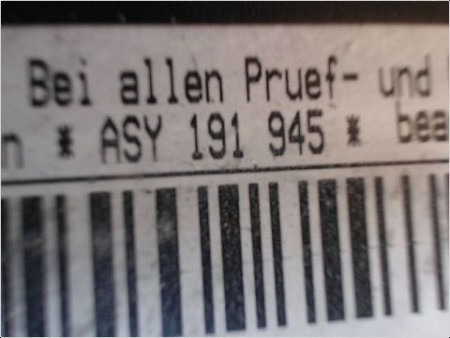 Bei allen Pruef- und
n * ASY 191 945 * bea